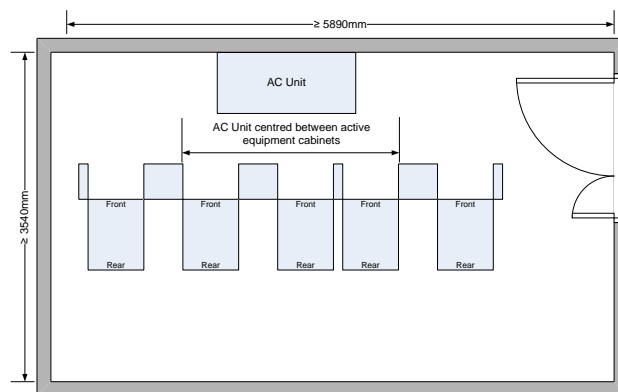 ≥ 5890mm
AC Unit
AC Unit centred between active
equipment cabinets
≥ 3540mm
Front
Front
Front
Front
Front
Rear
Rear
Rear
Rear
Rear